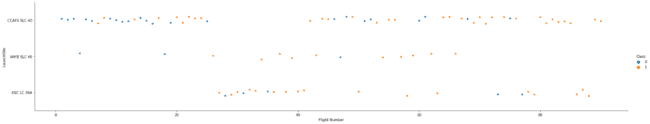 CCAFS SLC 40
VAFB SLC 4E
KSC LC 39A
LaunchSite
0
20
40
60
80
Flight Number
Class
0
1